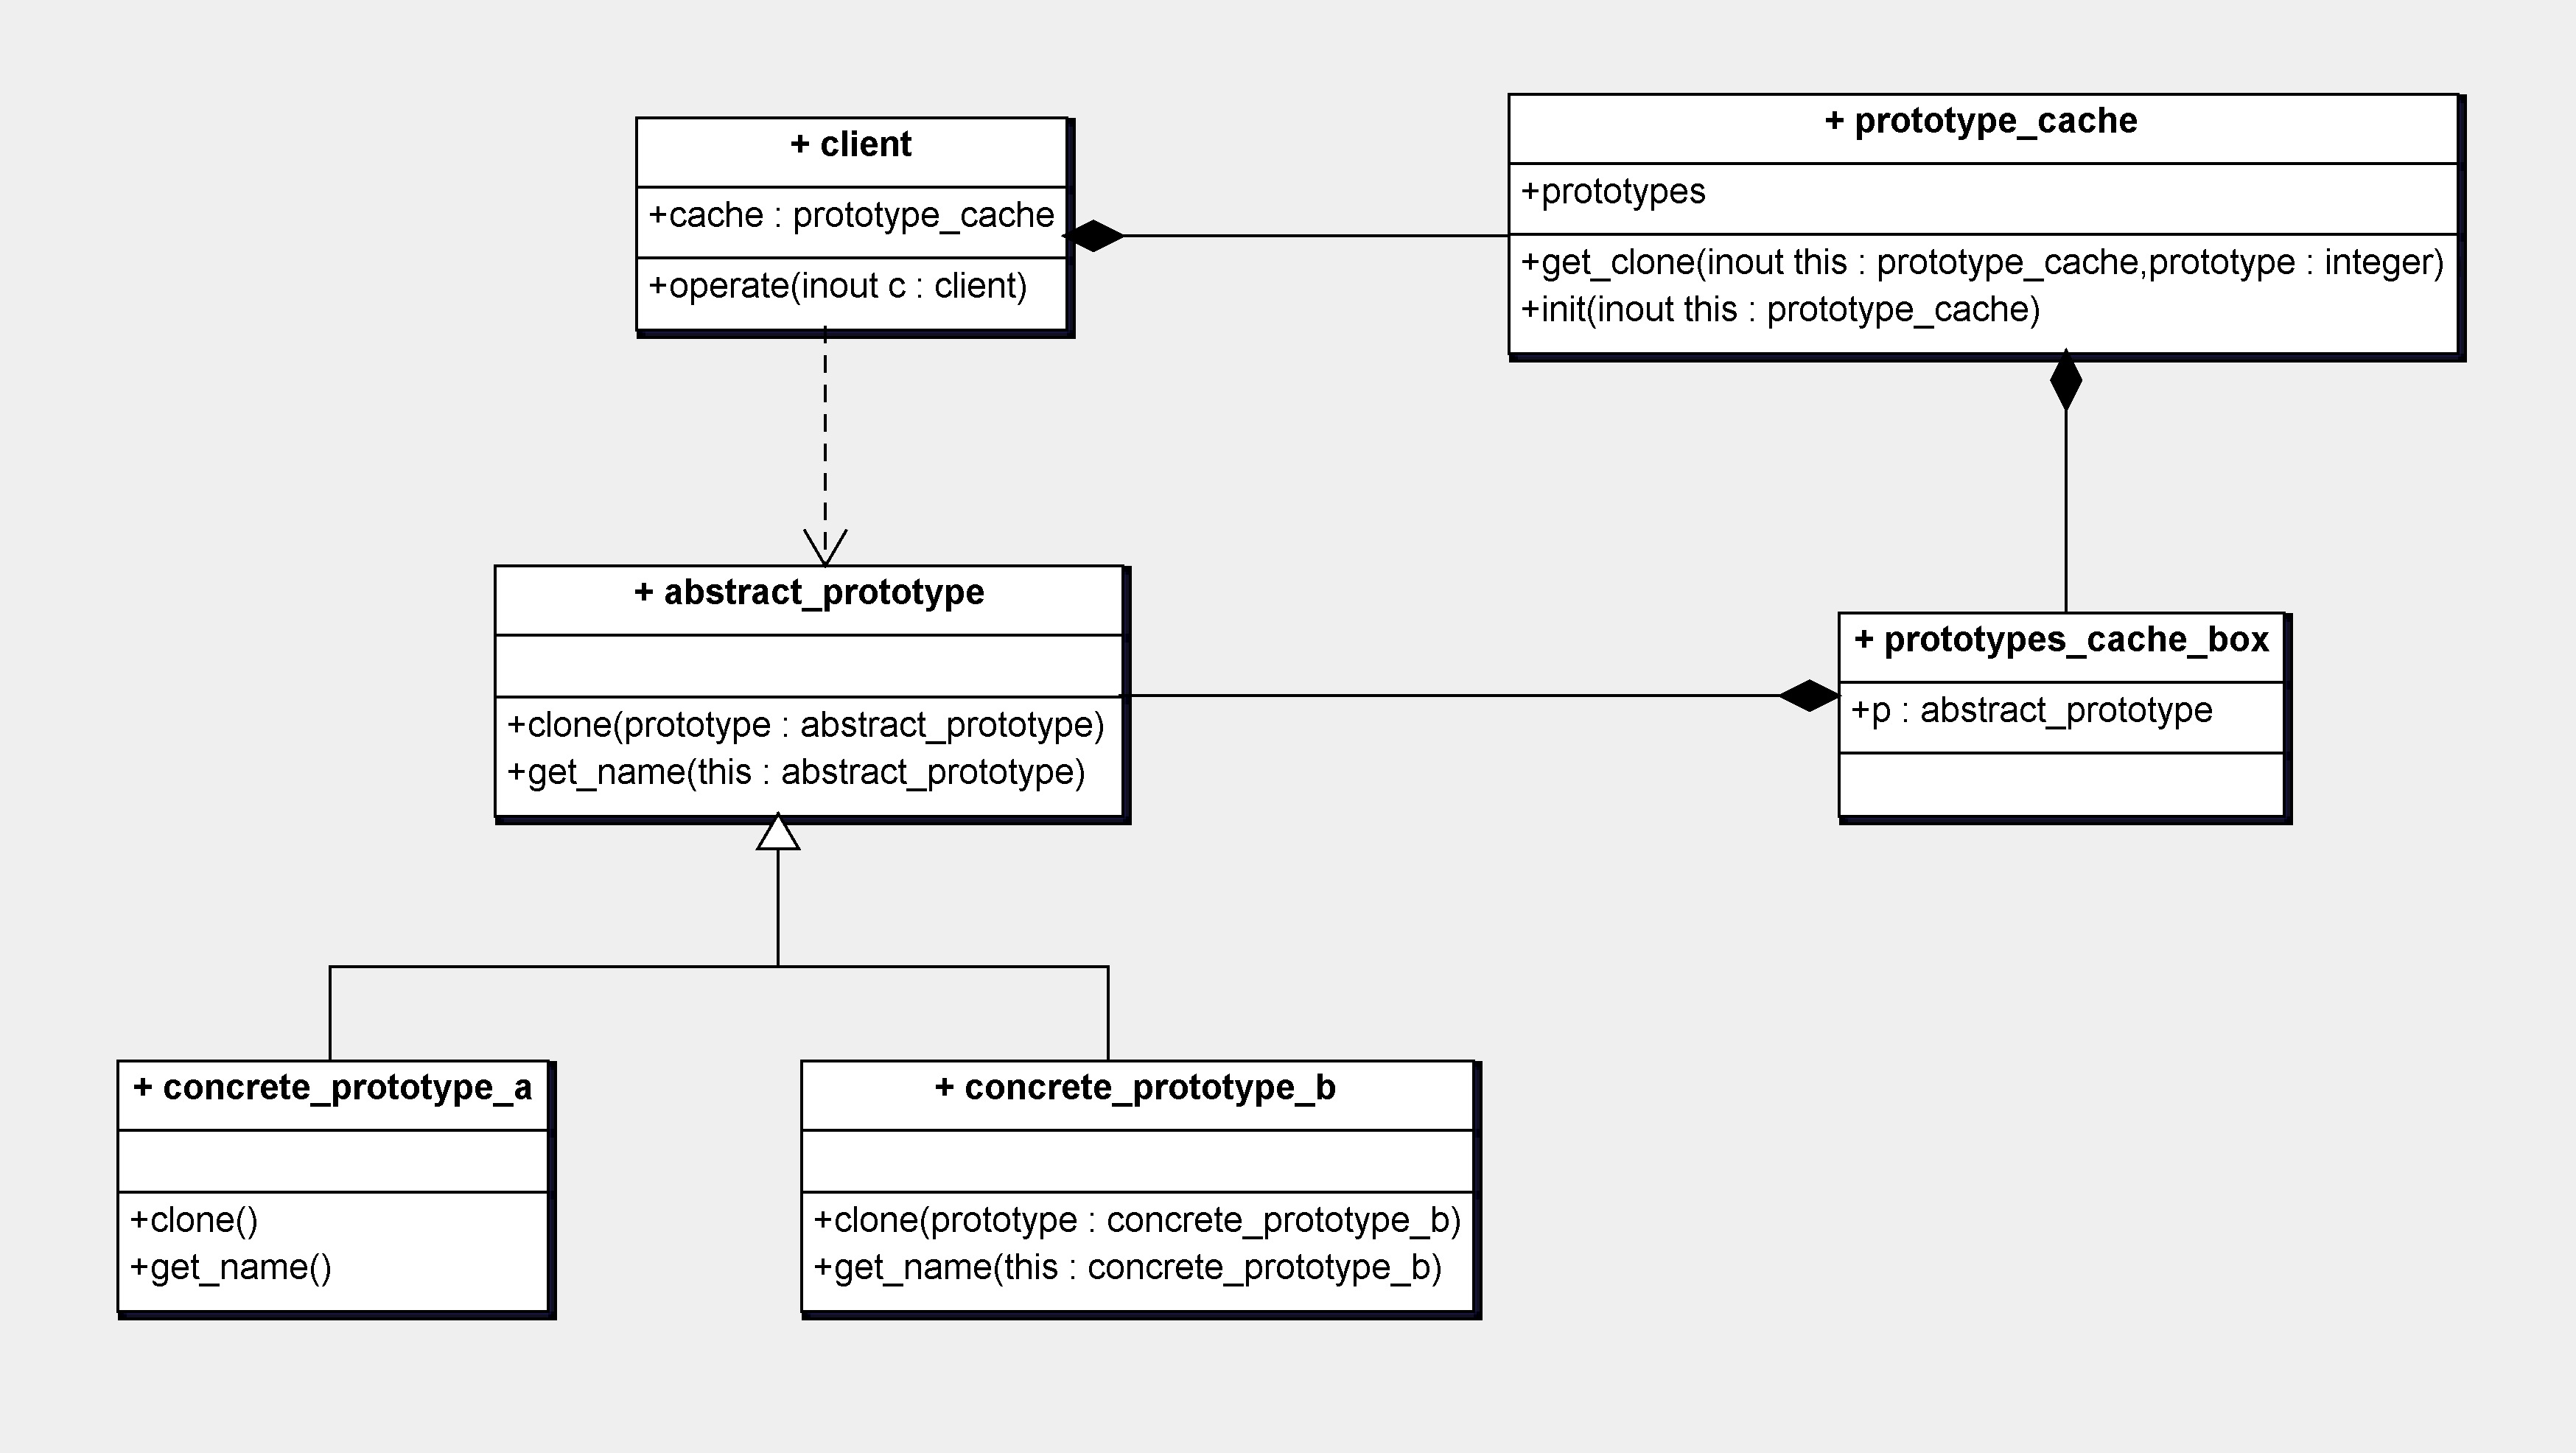 + client
+cache : prototype_cache
+operate(inout c : client)
+ prototype_cache
+prototypes
+get_clone(inout this : prototype_cache,prototype : integer)
+init(inout this : prototype_cache)
+ abstract_prototype
+clone(prototype : abstract_prototype)
+get_name(this : abstract_prototype)
+ prototypes_cache_box
+p : abstract_prototype
+ concrete_prototype_a
+clone()
+get_name()
+ concrete_prototype_b
+clone(prototype : concrete_prototype_b)
+get_name(this : concrete_prototype_b)